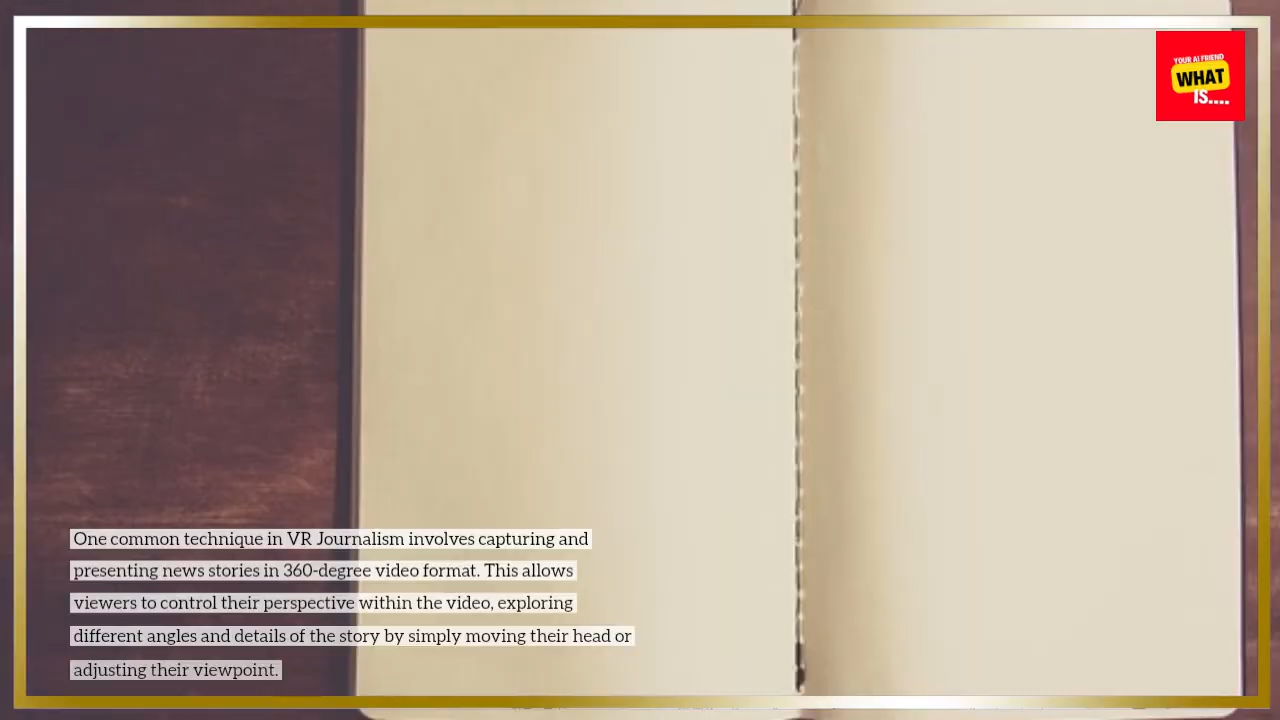 YOUR AI FRIEND
WHAT
IS....
One common technique in VR Journalism involves capturing and
presenting news stories in 360-degree video format. This allows
viewers to control their perspective within the video, exploring
different angles and details of the story by simply moving their head or
adjusting their viewpoint.